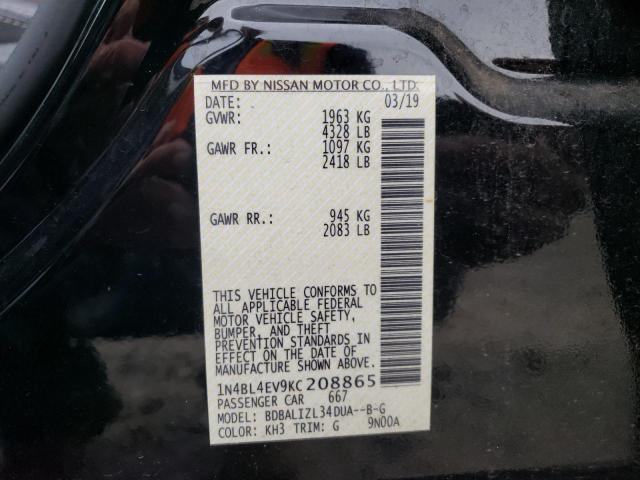 MFD BY NISSAN MOTOR CO., LTD.
DATE: 03/19
GVWR: 1963 KG
4328 LB
GAWR FR.: 1097 KG
2418 LB
GAWR RR.: 945 KG
2083 LB
THIS VEHICLE CONFORMS TO
ALL APPLICABLE FEDERAL
MOTOR VEHICLE SAFETY,
BUMPER, AND THEFT
PREVENTION STANDARDS IN
EFFECT ON THE DATE OF
MANUFACTURE SHOWN ABOVE.
1N4BL4EV9KC208865
PASSENGER CAR 667
MODEL: BDBALIZL34DUA--B-G
COLOR: KH3 TRIM: G 9N00A